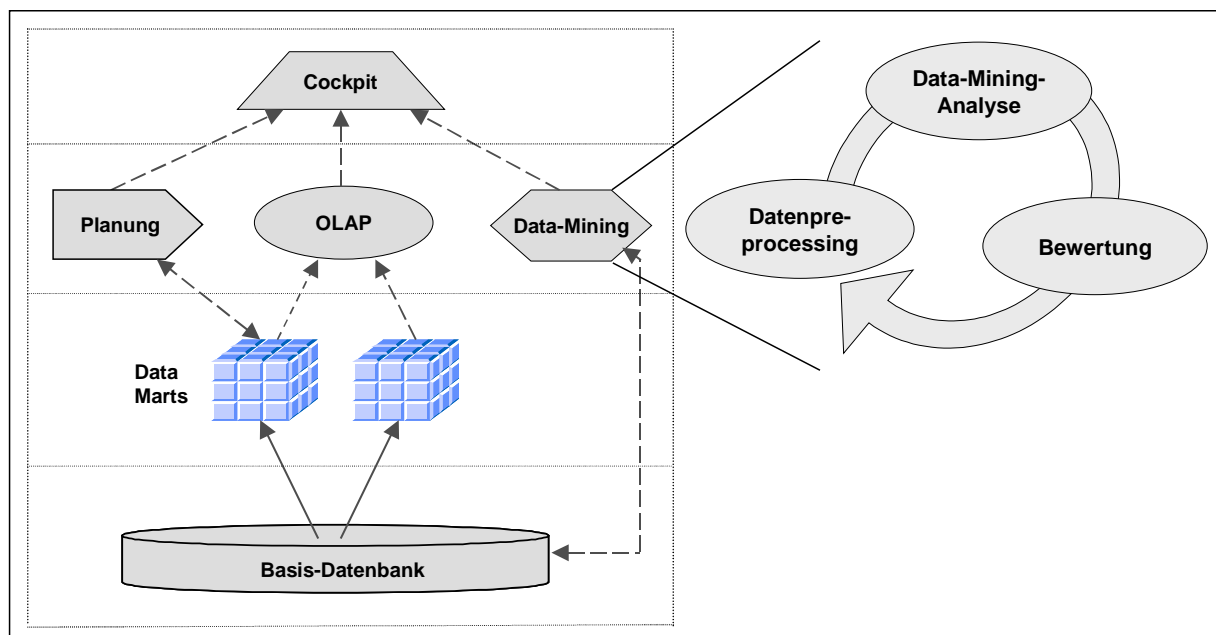 Cockpit
Planung
OLAP
Data-Mining
Data
Marts
Basis-Datenbank
Data-Mining-
Analyse
Datenpre-
processing
Bewertung